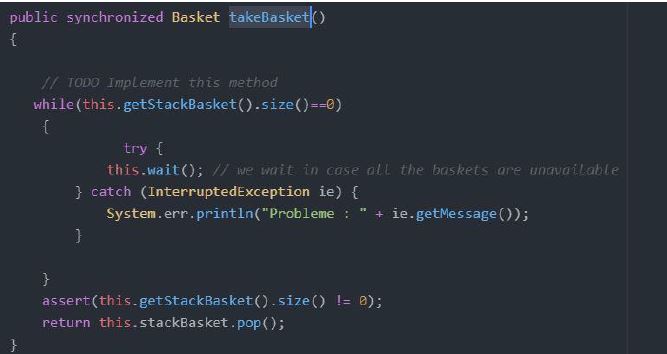 public synchronized Basket takeBasket()
{
// TODO Implement this method
while(this.getStackBasket().size()==0)
{
try {
this.wait(); // we wait in case all the baskets are unavailable
} catch (InterruptedException ie) {
System.err.println("Probleme : " + ie.getMessage());
}
}
assert(this.getStackBasket().size() != 0);
return this.stackBasket.pop();
}